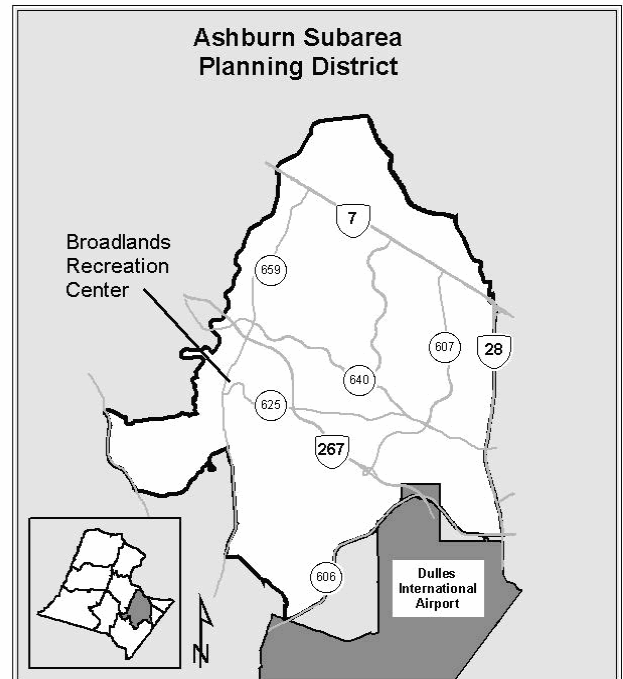 Ashburn Subarea
Planning District
7
Broadlands
Recreation
Center
659
607
28
640
625
267
606
Dulles
International
Airport
N